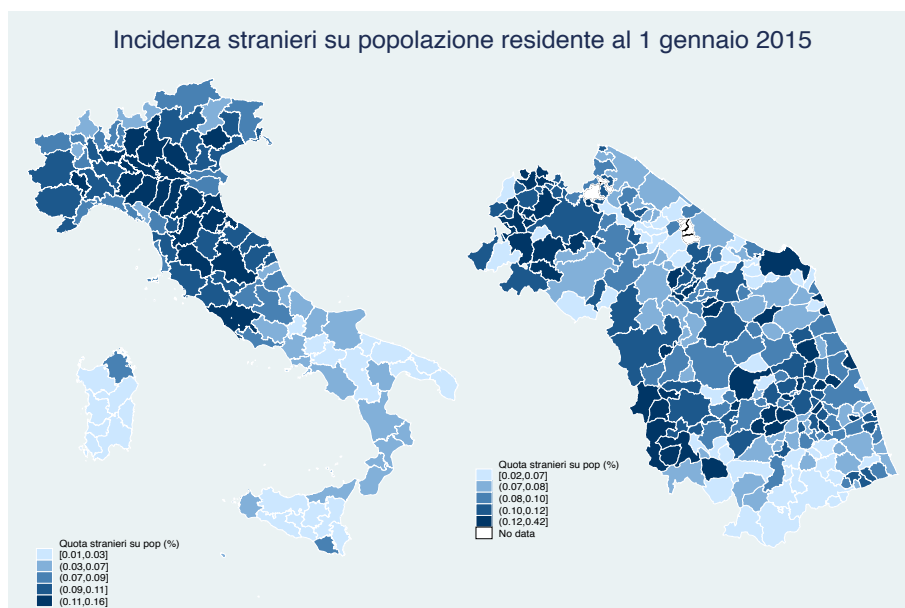 Incidenza stranieri su popolazione residente al 1 gennaio 2015
Quota stranieri su pop (%)
[0.01,0.03]
(0.03,0.07]
(0.07,0.09]
(0.09,0.11]
(0.11,0.16]
Quota stranieri su pop (%)
[0.02,0.07]
(0.07,0.08]
(0.08,0.10]
(0.10,0.12]
(0.12,0.42]
No data